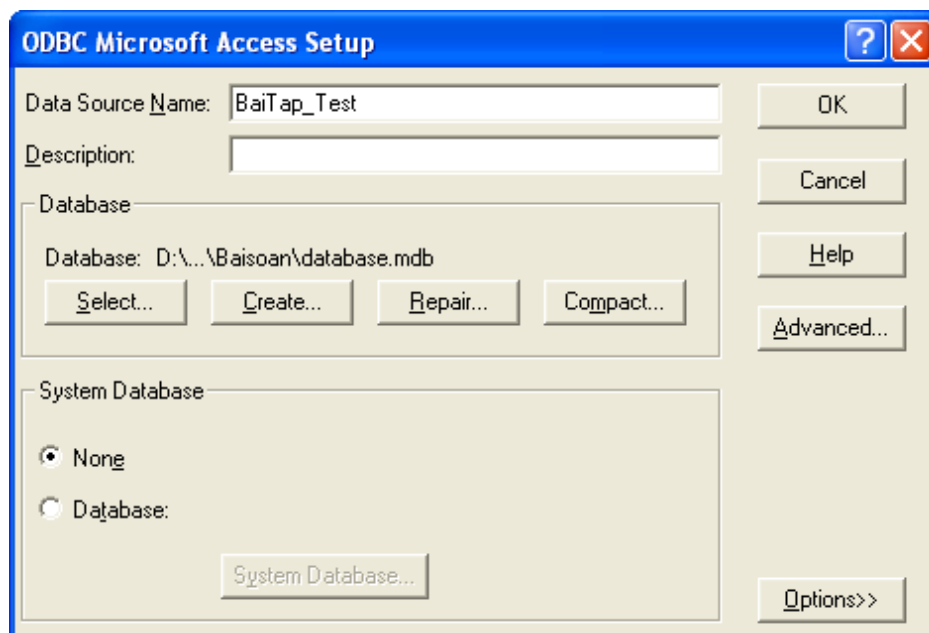 ODBC Microsoft Access Setup
Data Source Name: BaiTap_Test
OK
Description:
Cancel
Database
Database: D:\...\Baisoan\database.mdb
Help
Select... Create... Repair... Compact...
Advanced...
System Database
None
Database:
System Database...
Options>>